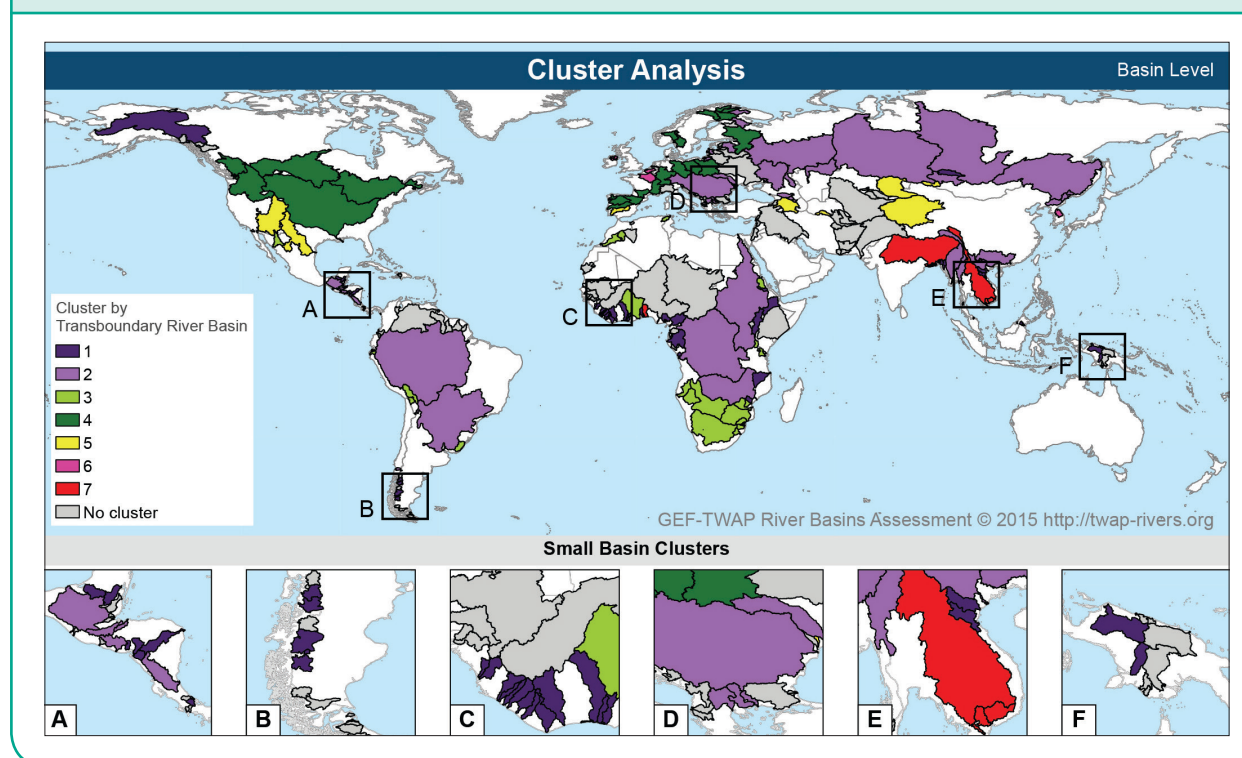 Cluster Analysis
Basin Level
A
B
C
D
E
F
Cluster by
Transboundary River Basin
1
2
3
4
5
6
7
No cluster
GEF-TWAP River Basins Assessment © 2015 http://twap-rivers.org
Small Basin Clusters
A
B
C
D
E
F